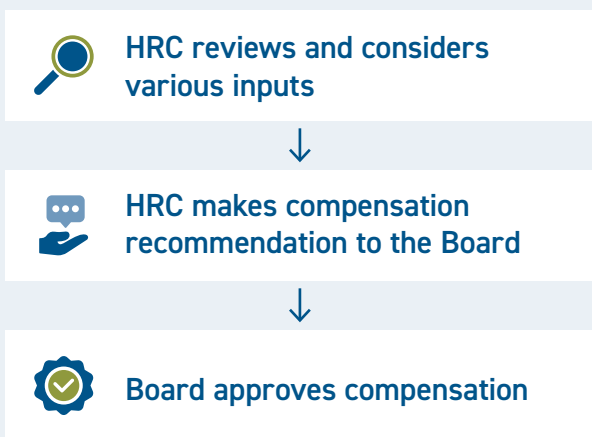 HRC reviews and considers
various inputs
HRC makes compensation
recommendation to the Board
Board approves compensation